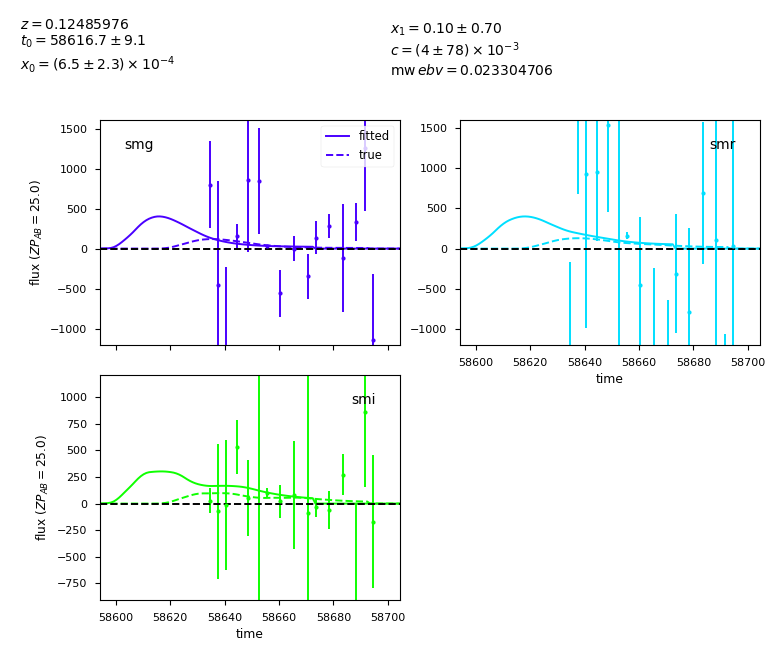 z = 0.12485976
t₀ = 58616.7 ± 9.1
x₀ = (6.5 ± 2.3) × 10⁻⁴
x₁ = 0.10 ± 0.70
c = (4 ± 78) × 10⁻³
mw ebv = 0.023304706
smg
fitted
true
1500
1000
500
0
−500
−1000
flux (ZP_AB = 25.0)
smr
1500
1000
500
0
−500
−1000
58600 58620 58640 58660 58680 58700
time
smi
1000
750
500
250
0
−250
−500
−750
flux (ZP_AB = 25.0)
58600 58620 58640 58660 58680 58700
time